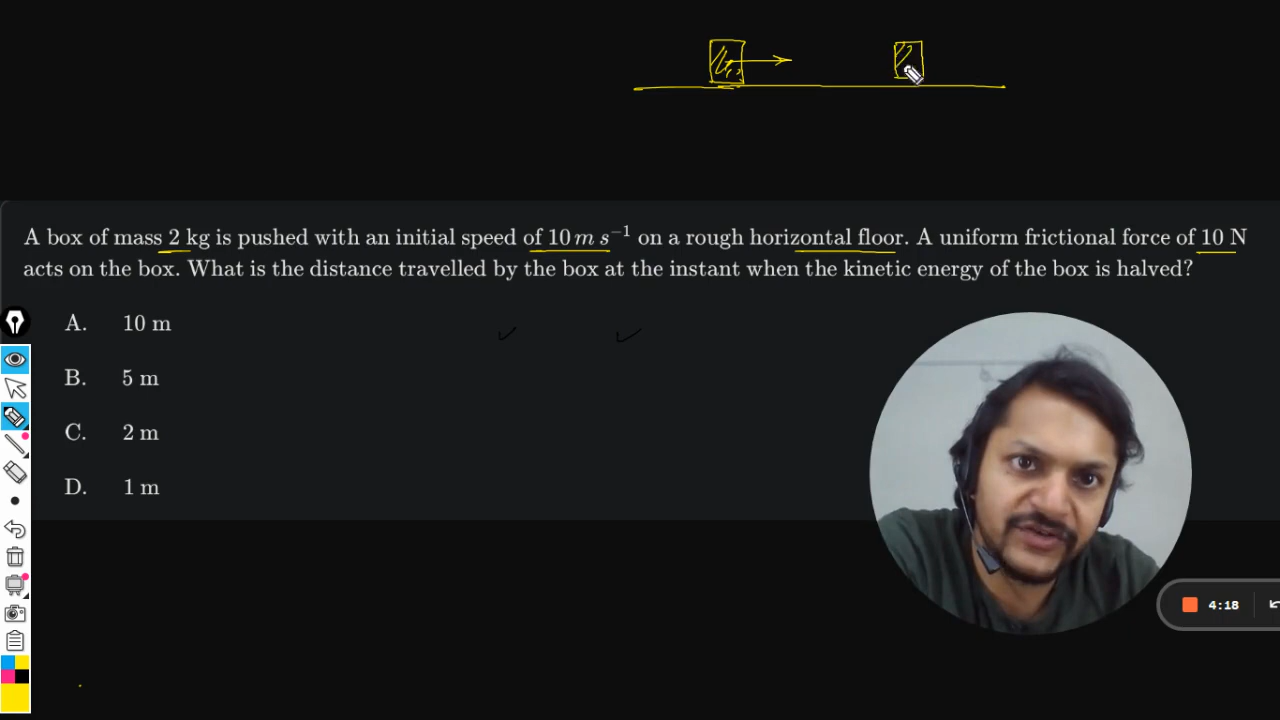 A box of mass 2 kg is pushed with an initial speed of 10 m s⁻¹ on a rough horizontal floor. A uniform frictional force of 10 N
acts on the box. What is the distance travelled by the box at the instant when the kinetic energy of the box is halved?
A. 10 m
B. 5 m
C. 2 m
D. 1 m
4:18